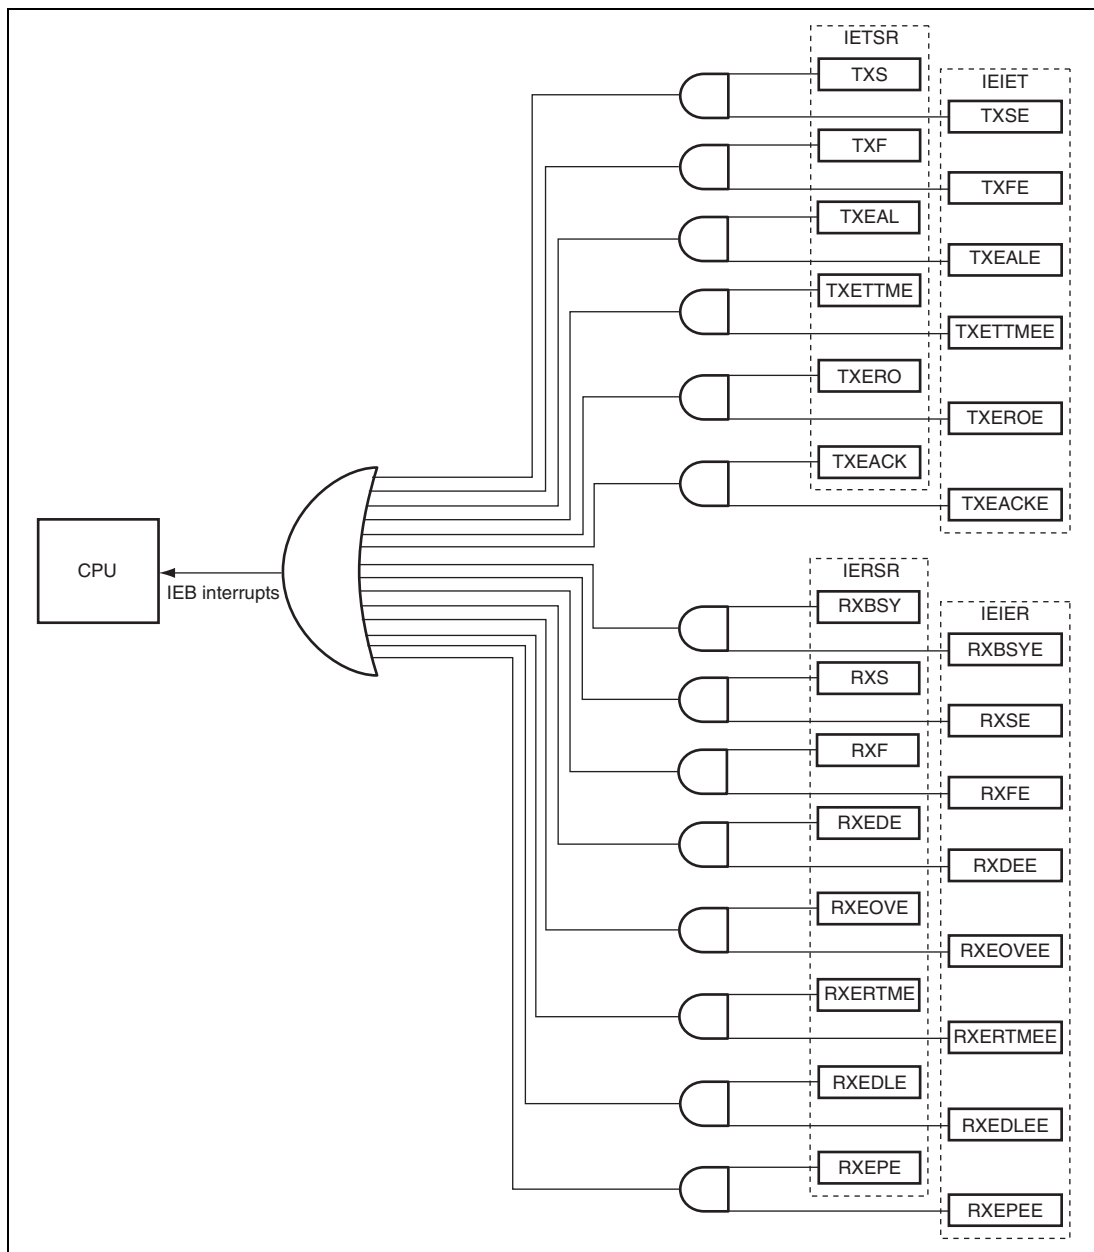 IETSR
TXS
IEIET
TXSE
TXF
TXFE
TXEAL
TXEALE
TXETTME
TXETTMEE
TXERO
TXEROE
TXEACK
TXEACKE
CPU
IEB interrupts
IERSR
RXBSY
IEIER
RXBSYE
RXS
RXSE
RXF
RXFE
RXEDE
RXDEE
RXEOVE
RXEOVEE
RXERTME
RXERTMEE
RXEDLE
RXEDLEE
RXEPE
RXEPEE